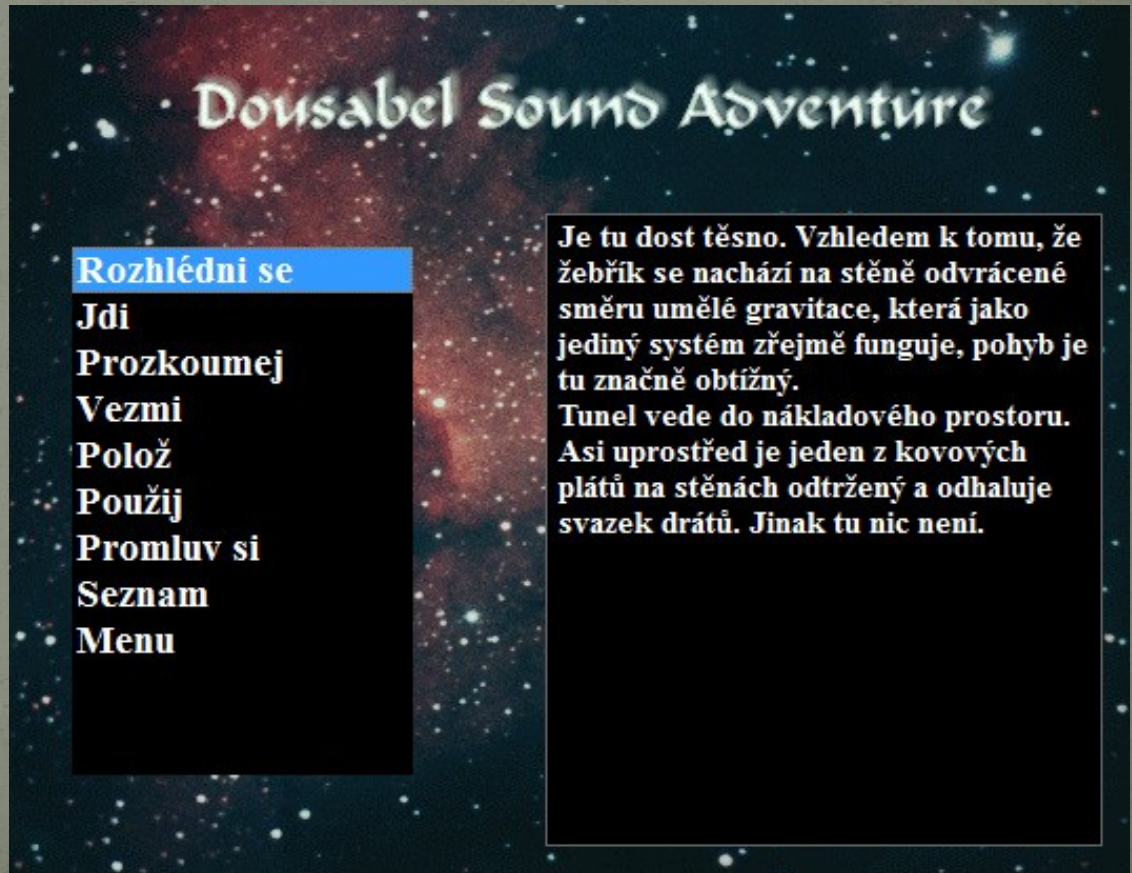 Dousabel Sound Adventure
Rozhlédni se
Jdi
Prozkoumej
Vezmi
Polož
Použij
Promluv si
Seznam
Menu
Je tu dost těsno. Vzhledem k tomu, že
žebřík se nachází na stěně odvrácené
směru umělé gravitace, která jako
jediný systém zřejmě funguje, pohyb je
tu značně obtížný.
Tunel vede do nákladového prostoru.
Asi uprostřed je jeden z kovových
plátů na stěnách odtržený a odhaluje
svazek drátů. Jinak tu nic není.